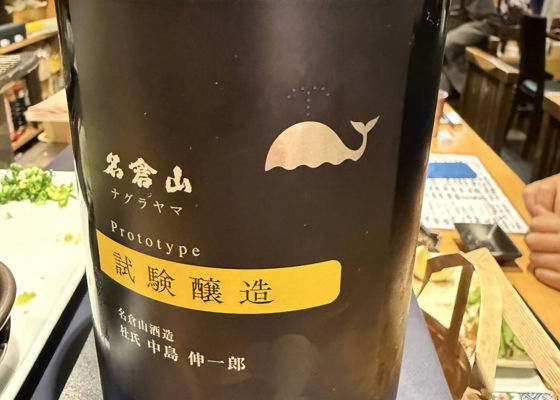 名倉山
ナグラヤマ
Prototype
試験醸造
名倉山酒造
杜氏 中島 伸一郎